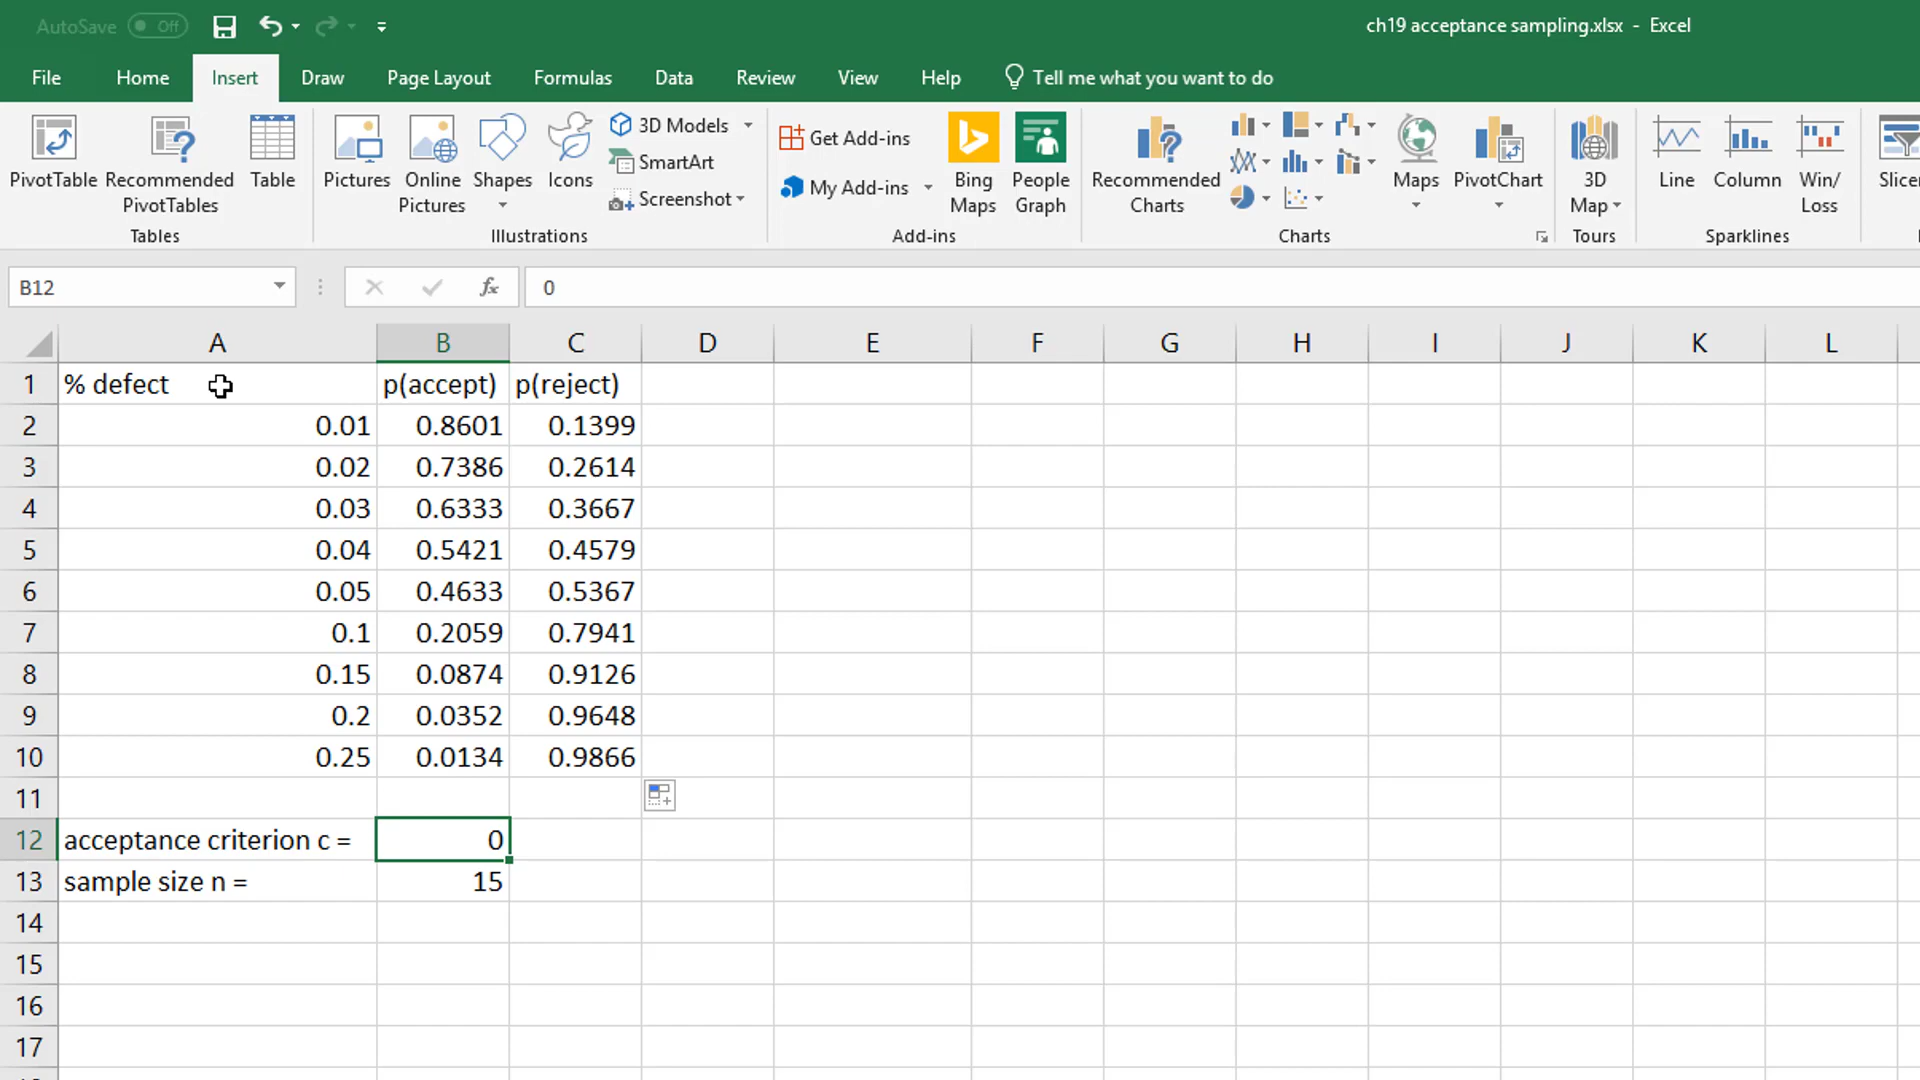 AutoSave Off
ch19 acceptance sampling.xlsx - Excel
File Home Insert Draw Page Layout Formulas Data Review View Help Tell me what you want to do
PivotTable
Recommended PivotTables
Table
Tables
Pictures
Online Pictures
Shapes
Icons
3D Models
SmartArt
Screenshot
Illustrations
Get Add-ins
My Add-ins
Bing Maps
People Graph
Add-ins
Recommended Charts
Maps
PivotChart
Charts
3D Map
Tours
Line
Column
Win/ Loss
Sparklines
Slicer
B12 fx 0
A B C D E F G H I J K L
1 % defect p(accept) p(reject)
2 0.01 0.8601 0.1399
3 0.02 0.7386 0.2614
4 0.03 0.6333 0.3667
5 0.04 0.5421 0.4579
6 0.05 0.4633 0.5367
7 0.1 0.2059 0.7941
8 0.15 0.0874 0.9126
9 0.2 0.0352 0.9648
10 0.25 0.0134 0.9866
11
12 acceptance criterion c = 0
13 sample size n = 15
14
15
16
17